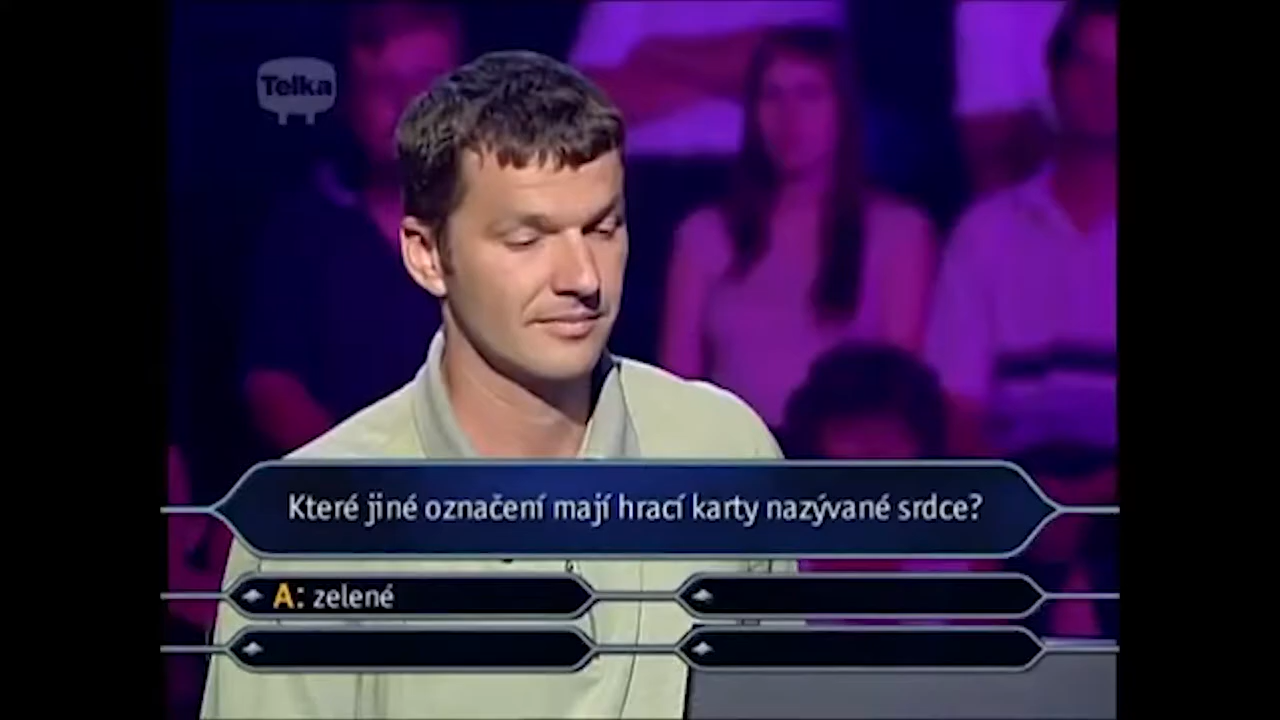 Telka
Které jiné označení mají hrací karty nazývané srdce?
A: zelené